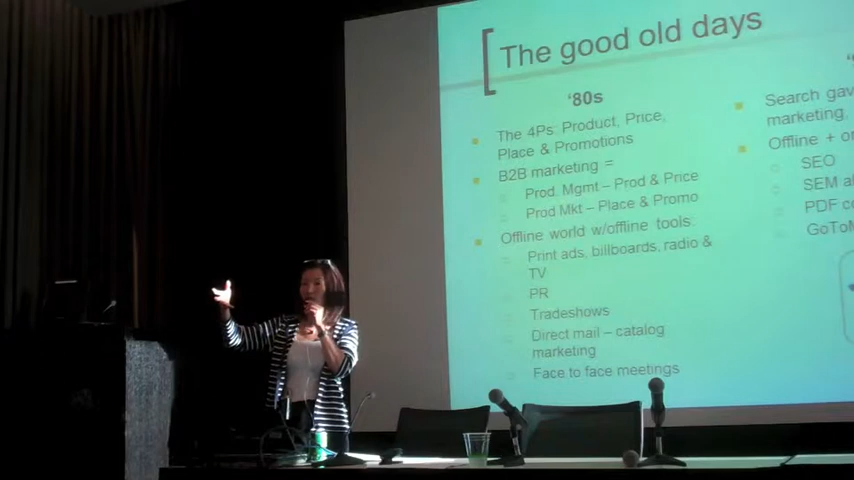 The good old days
'80s
The 4Ps: Product, Price,
Place & Promotions
B2B marketing =
Prod. Mgmt – Prod & Price
Prod Mkt – Place & Promo
Offline world w/offline tools:
Print ads, billboards, radio &
TV
PR
Tradeshows
Direct mail – catalog
marketing
Face to face meetings
Search
marketing,
Offline +
SEO
SEM
PDF